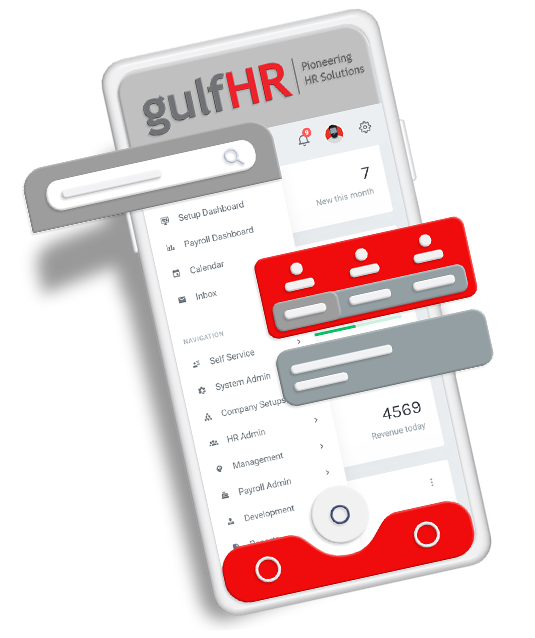 gulfHR
Pioneering
HR Solutions
9
7
New this month
Setup Dashboard
Payroll Dashboard
Calendar
Inbox
NAVIGATION
Self Service
System Admin
Company Setups
HR Admin
Management
Payroll Admin
Development
4569
Revenue today